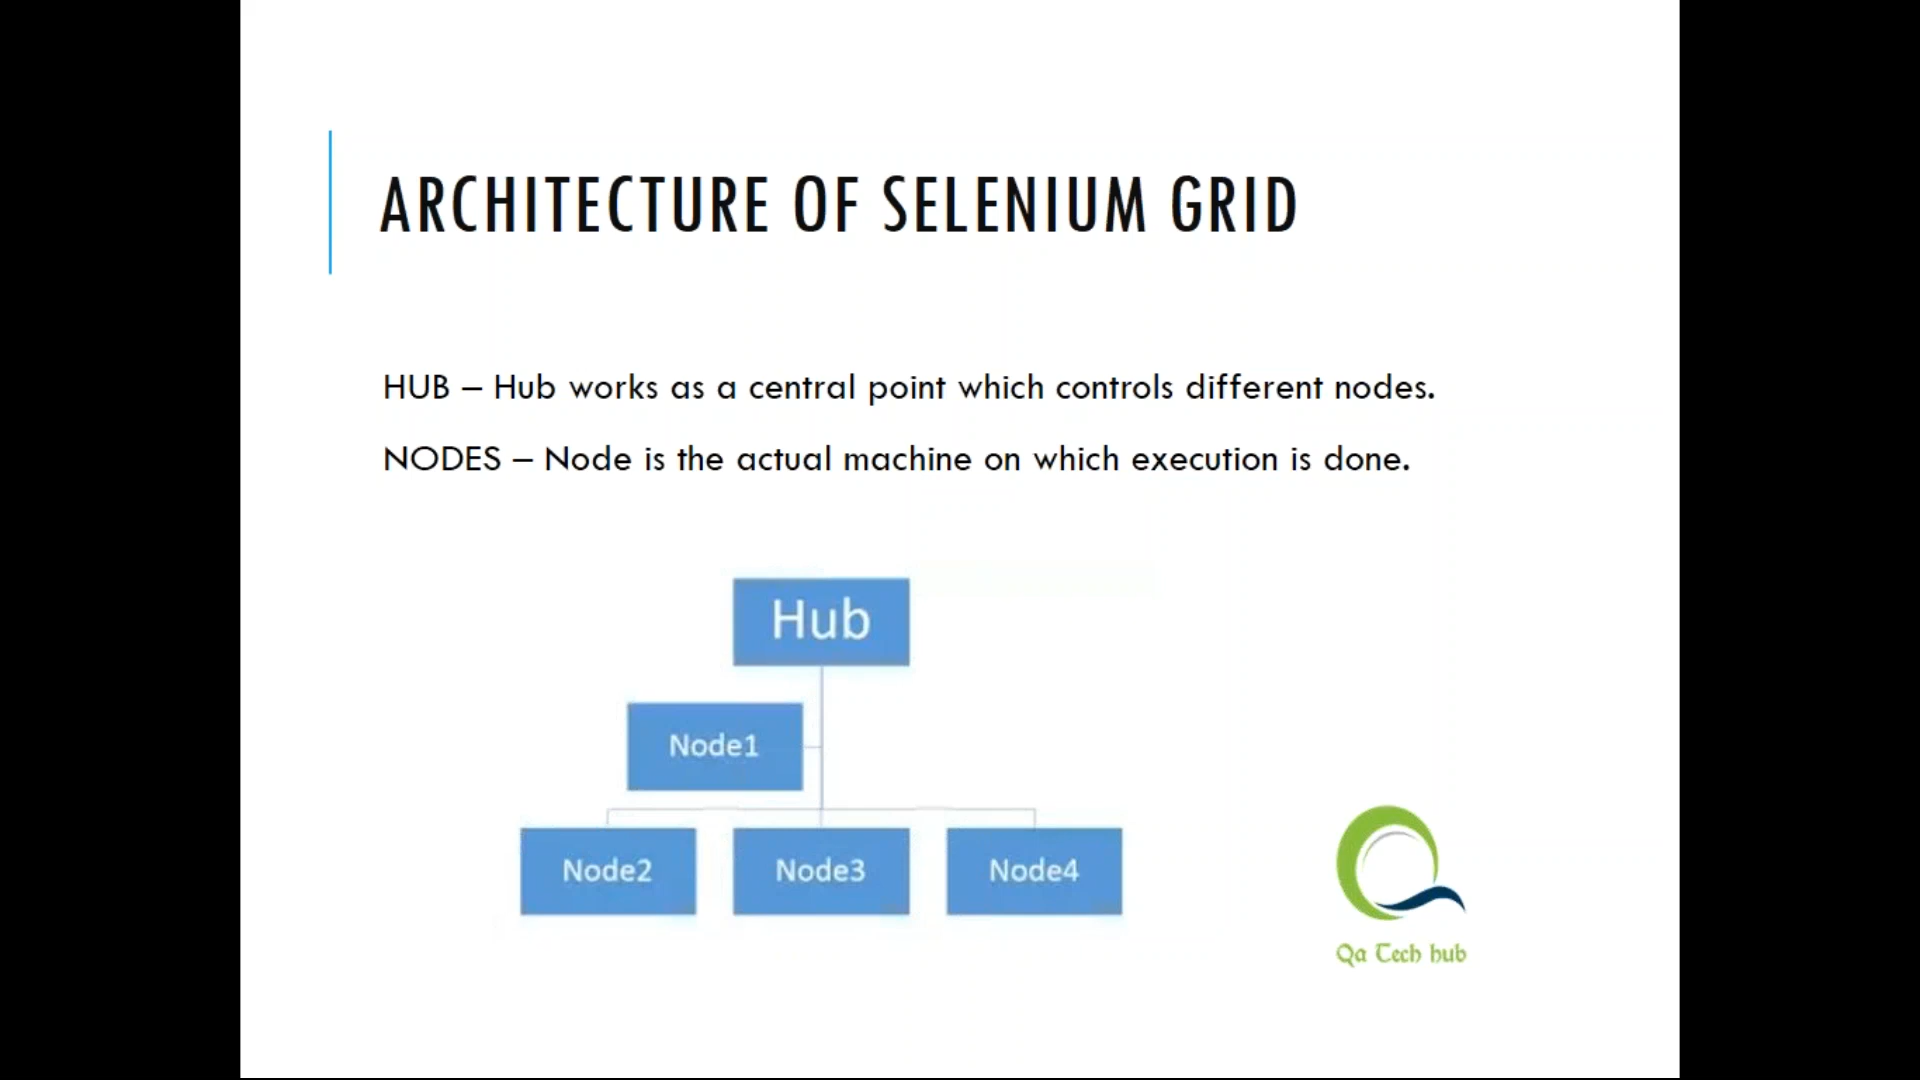 ARCHITECTURE OF SELENIUM GRID
HUB – Hub works as a central point which controls different nodes.
NODES – Node is the actual machine on which execution is done.
Hub
Node1
Node2 Node3 Node4
Qa Tech hub